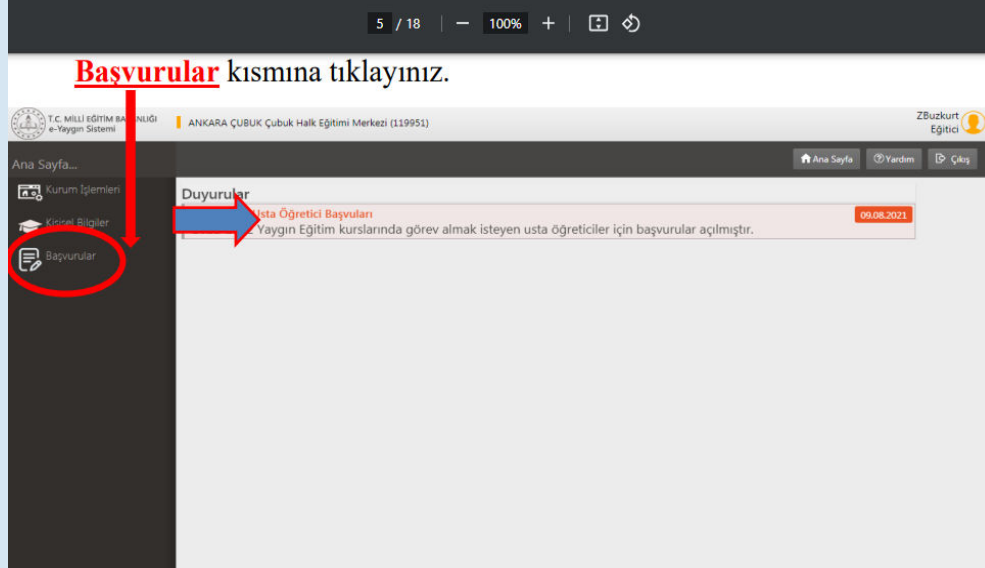 5 / 18
100%
Başvurular kısmına tıklayınız.
T.C. MİLLİ EĞİTİM
e-Yaygın Sistemi
ANKARA ÇUBUK Çubuk Halk Eğitimi Merkezi (119951)
ZBuzkurt
Eğitici
Ana Sayfa...
Ana Sayfa
Yardım
Çıkış
Kurum İşlemleri
Kişisel Bilgiler
Başvurular
Duyurular
Usta Öğretici Başvuları
09.08.2021
Yaygın Eğitim kurslarında görev almak isteyen usta öğreticiler için başvurular açılmıştır.